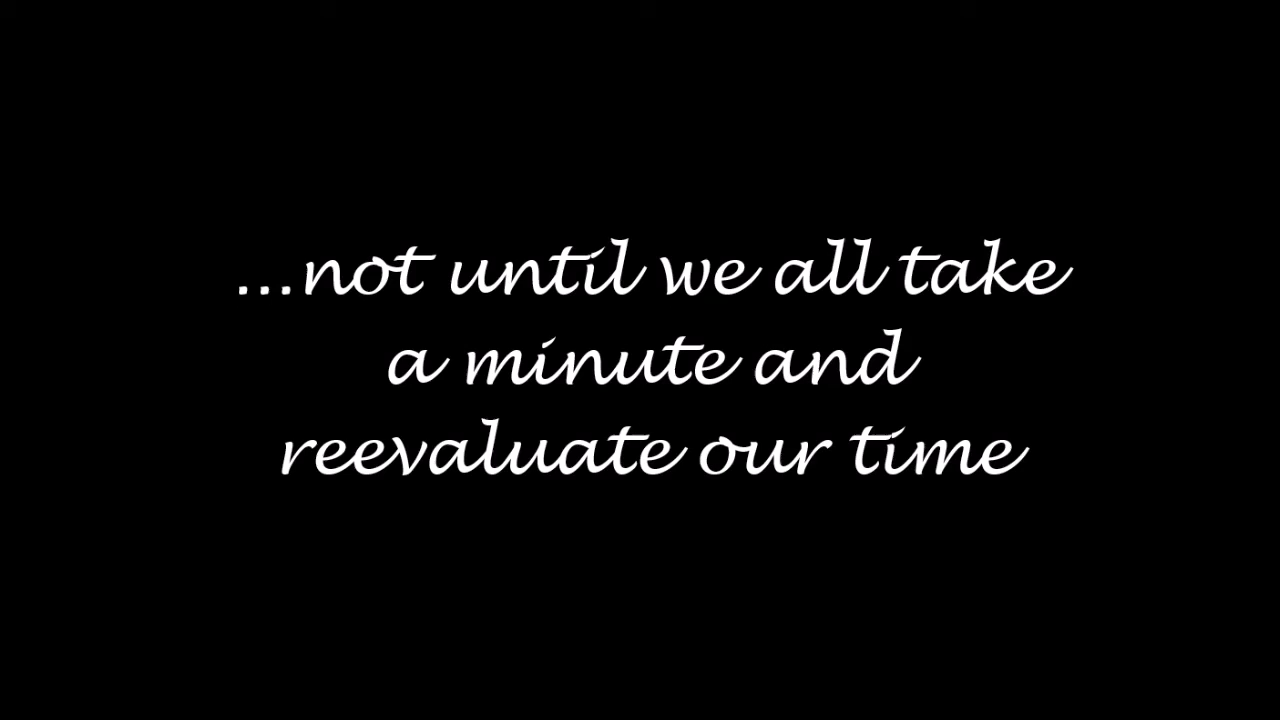 ...not until we all take
a minute and
reevaluate our time